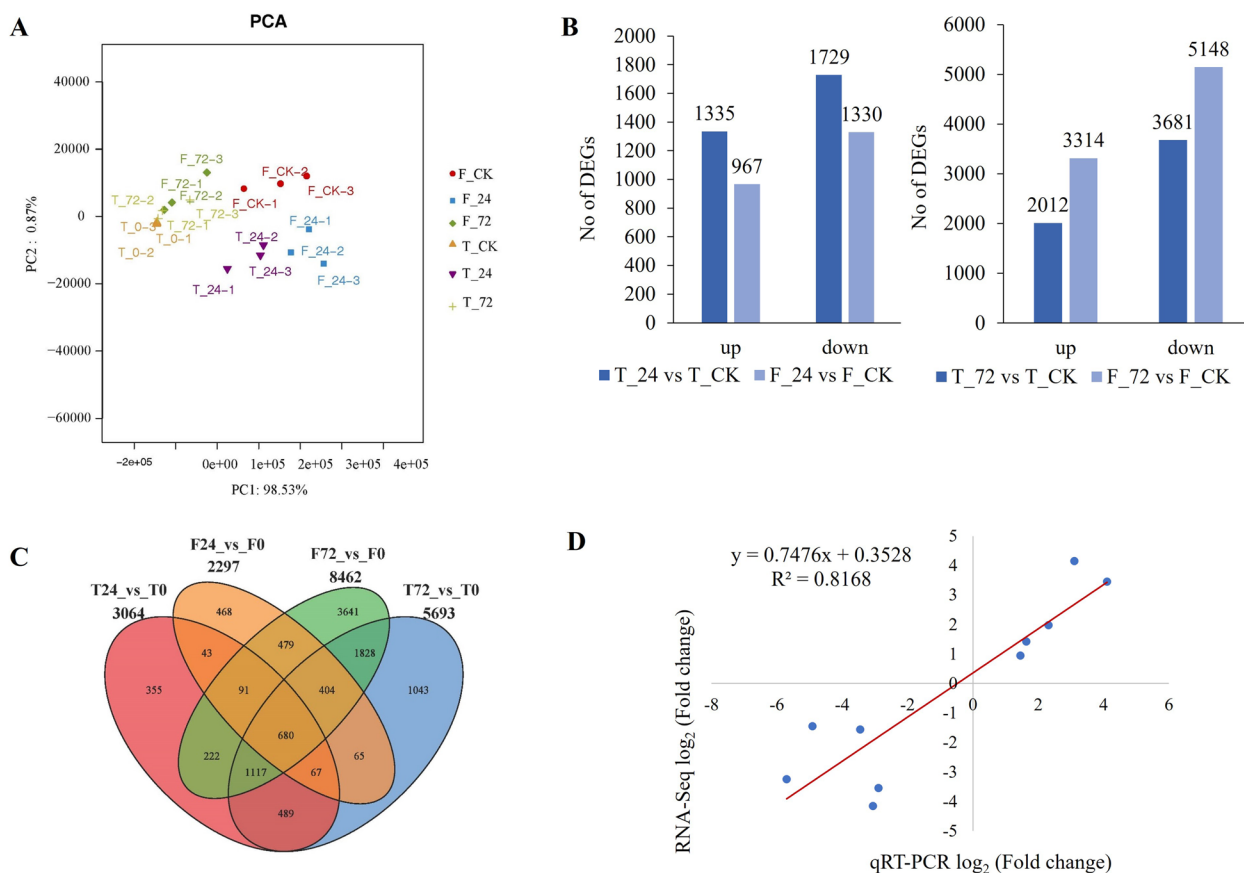 A
PCA
40000
20000
0
−20000
−40000
−60000
PC2 : 0.87%
−2e+05
0e+00
1e+05
2e+05
3e+05
4e+05
PC1: 98.53%
F_72-3
F_72-1
F_72-2
T_72-2
T_72-3
T_72-1
T_0-3
T_0-1
T_0-2
F_CK-2
F_CK-3
F_CK-1
F_24-1
F_24-2
F_24-3
T_24-2
T_24-3
T_24-1
F_CK
F_24
F_72
T_CK
T_24
T_72
B
No of DEGs
2000
1800
1600
1400
1200
1000
800
600
400
200
0
1335
967
1729
1330
up
down
T_24 vs T_CK
F_24 vs F_CK
No of DEGs
6000
5000
4000
3000
2000
1000
0
2012
3314
3681
5148
up
down
T_72 vs T_CK
F_72 vs F_CK
C
F24_vs_F0
2297
F72_vs_F0
8462
T24_vs_T0
3064
T72_vs_T0
5693
468
3641
43
479
1828
355
91
404
1043
680
222
65
1117
67
489
D
y = 0.7476x + 0.3528
R² = 0.8168
RNA-Seq log₂ (Fold change)
5
4
3
2
1
0
-1
-2
-3
-4
-5
-8
-6
-4
-2
0
2
4
6
qRT-PCR log₂ (Fold change)